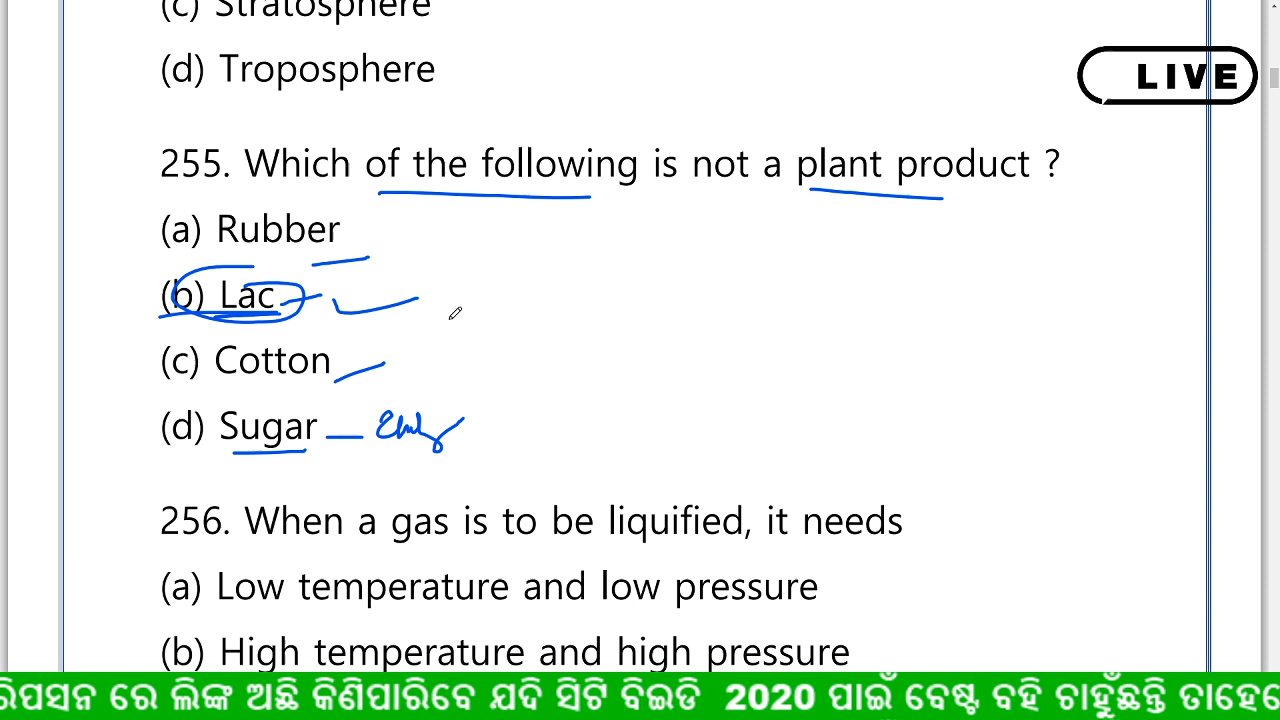 (c) Stratosphere
(d) Troposphere
LIVE
255. Which of the following is not a plant product ?
(a) Rubber
(b) Lac
(c) Cotton
(d) Sugar
256. When a gas is to be liquified, it needs
(a) Low temperature and low pressure
(b) High temperature and high pressure
ରିପସନ ରେ ଲିଙ୍କ ଅଛି କିଣିପାରିବେ ଯଦି ସିଟି ବିଇଡି 2020 ପାଇଁ ବେଷ୍ଟ ବହି ଚାହୁଁଛନ୍ତି ତାହେ